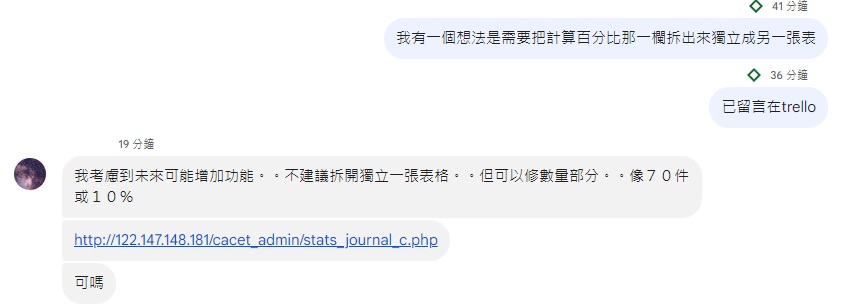 41 分鐘
我有一個想法是需要把計算百分比那一欄拆出來獨立成另一張表
36 分鐘
已留言在trello
19 分鐘
我考慮到未來可能增加功能。。不建議拆開獨立一張表格。。但可以修數量部分。。像７０件
或１０％
http://122.147.148.181/cacet_admin/stats_journal_c.php
可嗎